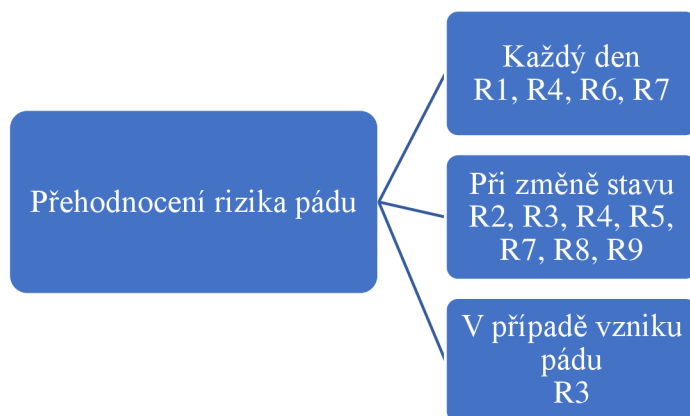 Přehodnocení rizika pádu
Každý den
R1, R4, R6, R7
Při změně stavu
R2, R3, R4, R5,
R7, R8, R9
V případě vzniku
pádu
R3